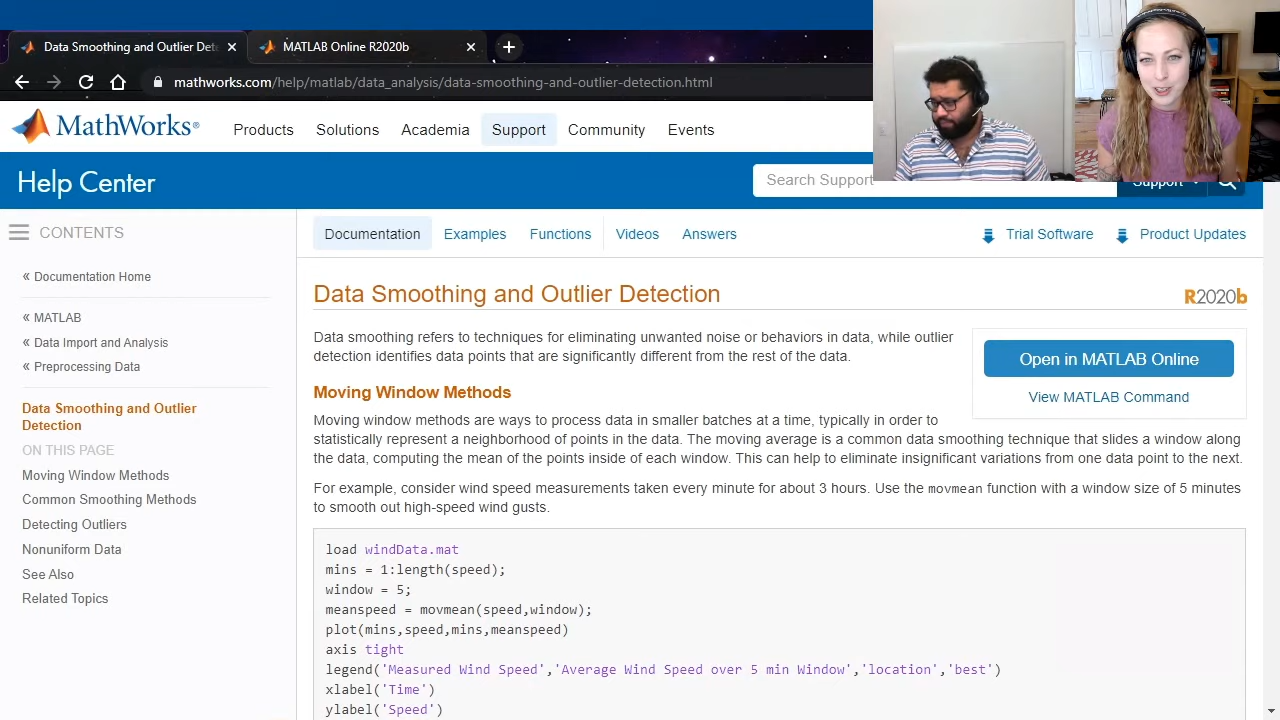 Data Smoothing and Outlier Det
MATLAB Online R2020b
mathworks.com/help/matlab/data_analysis/data-smoothing-and-outlier-detection.html
MathWorks®
Products
Solutions
Academia
Support
Community
Events
Help Center
Search Support
Support
CONTENTS
Documentation
Examples
Functions
Videos
Answers
Trial Software
Product Updates
« Documentation Home
« MATLAB
« Data Import and Analysis
« Preprocessing Data
Data Smoothing and Outlier
Detection
ON THIS PAGE
Moving Window Methods
Common Smoothing Methods
Detecting Outliers
Nonuniform Data
See Also
Related Topics
Data Smoothing and Outlier Detection
R2020b
Data smoothing refers to techniques for eliminating unwanted noise or behaviors in data, while outlier
detection identifies data points that are significantly different from the rest of the data.
Open in MATLAB Online
View MATLAB Command
Moving Window Methods
Moving window methods are ways to process data in smaller batches at a time, typically in order to
statistically represent a neighborhood of points in the data. The moving average is a common data smoothing technique that slides a window along
the data, computing the mean of the points inside of each window. This can help to eliminate insignificant variations from one data point to the next.
For example, consider wind speed measurements taken every minute for about 3 hours. Use the movmean function with a window size of 5 minutes
to smooth out high-speed wind gusts.
load windData.mat
mins = 1:length(speed);
window = 5;
meanspeed = movmean(speed,window);
plot(mins,speed,mins,meanspeed)
axis tight
legend('Measured Wind Speed','Average Wind Speed over 5 min Window','location','best')
xlabel('Time')
ylabel('Speed')